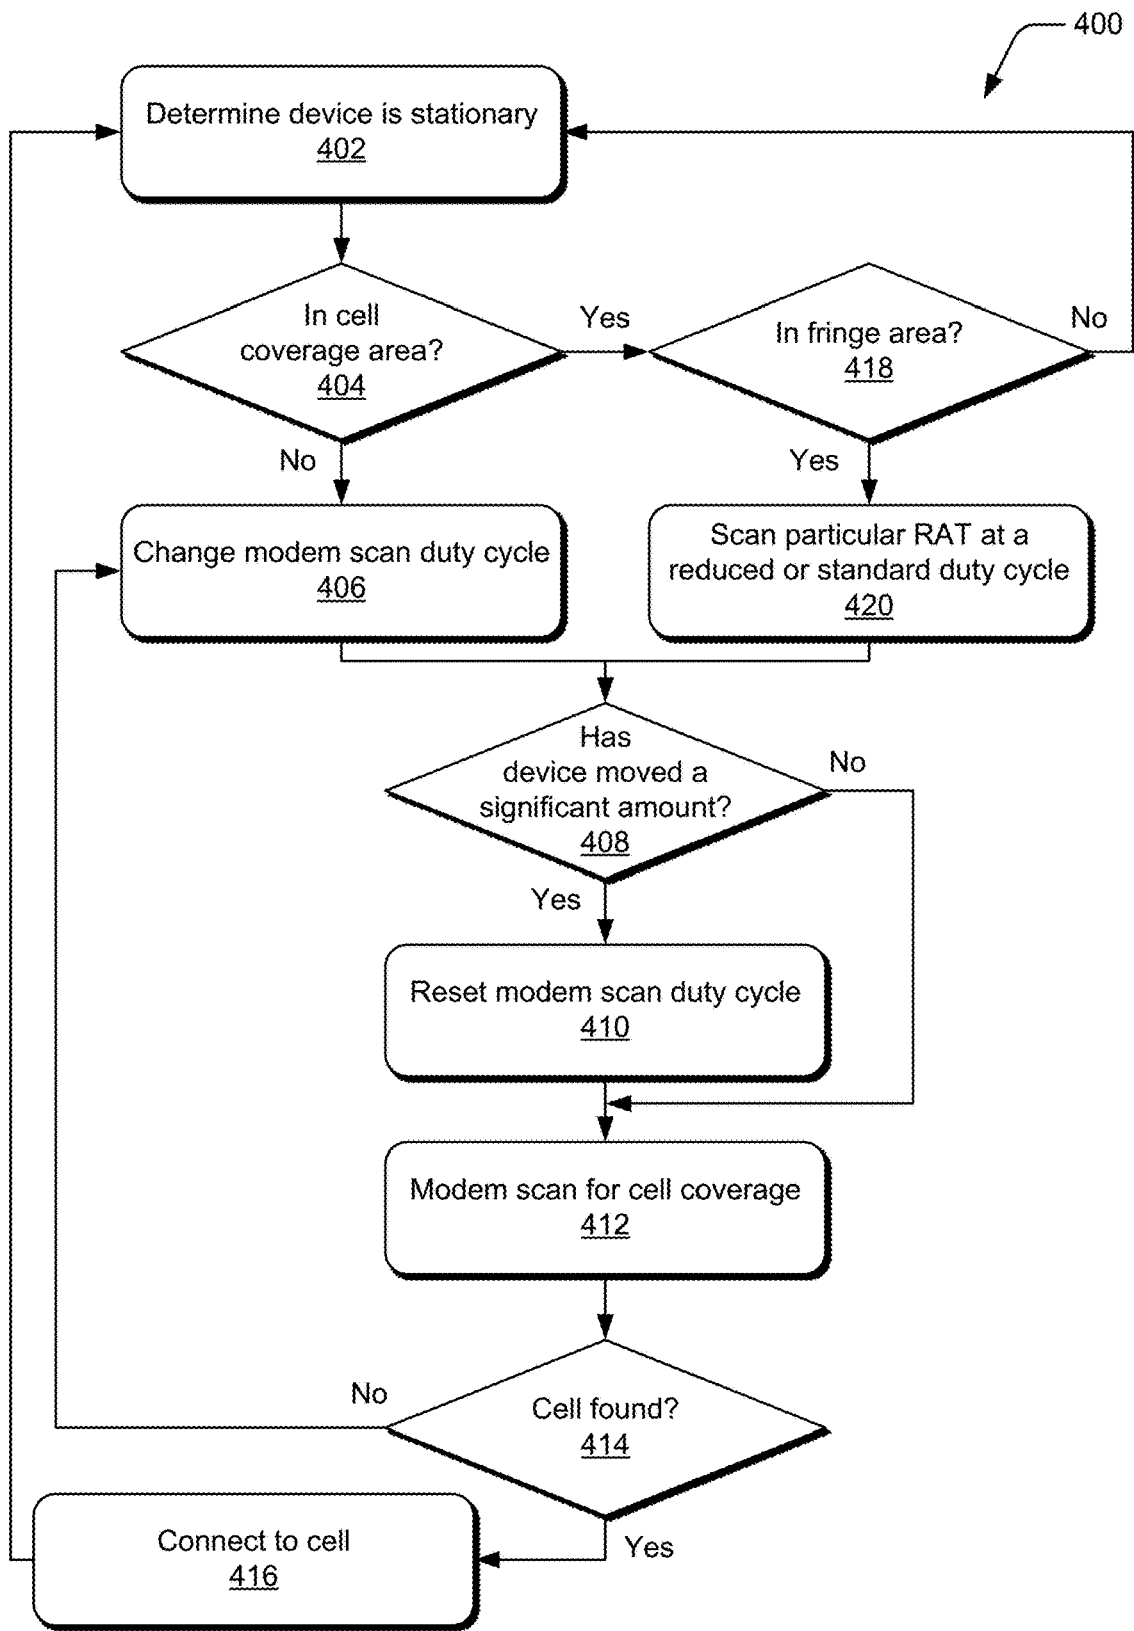 400
Determine device is stationary
402
In cell
coverage area?
404
Yes
In fringe area?
418
No
No
Yes
Change modem scan duty cycle
406
Scan particular RAT at a
reduced or standard duty cycle
420
Has
device moved a
significant amount?
408
No
Yes
Reset modem scan duty cycle
410
Modem scan for cell coverage
412
No
Cell found?
414
Yes
Connect to cell
416